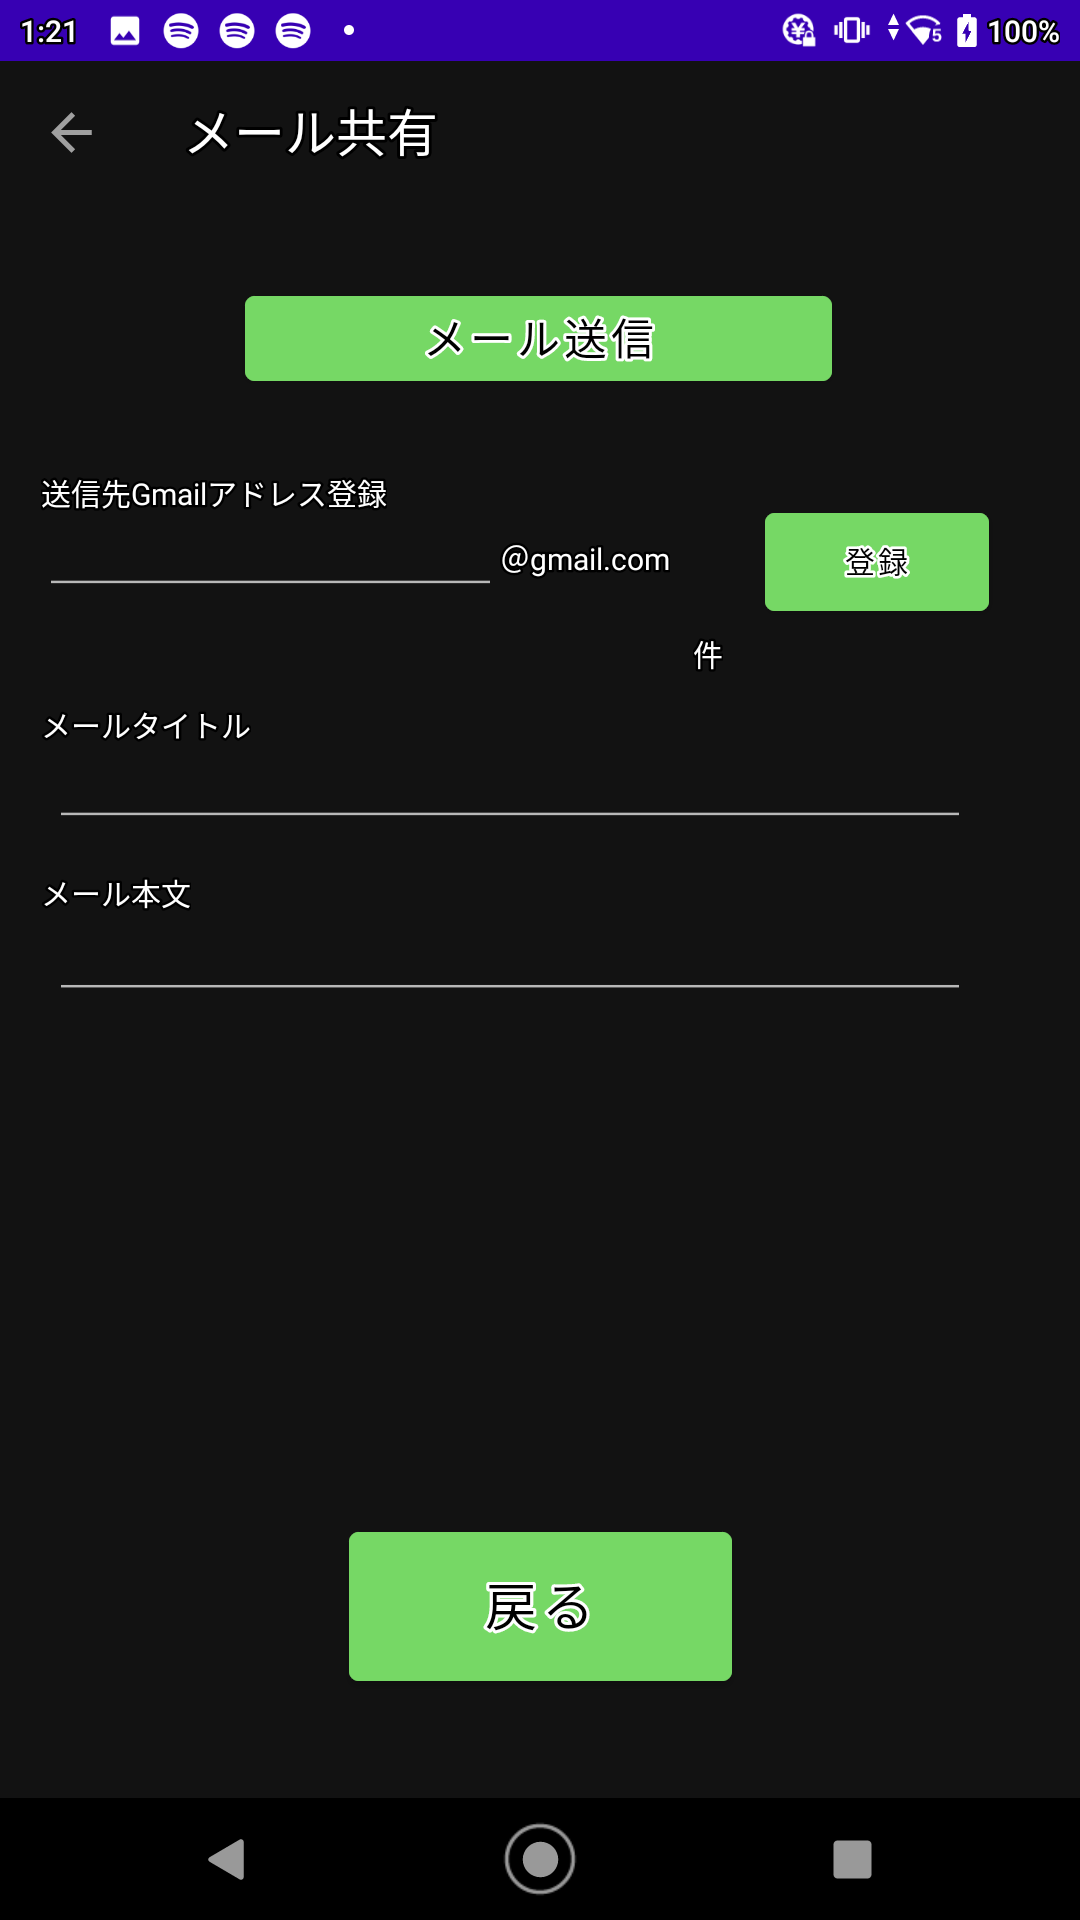 1:21 5 100%
メール共有
メール送信
送信先Gmailアドレス登録
@gmail.com 登録
件
メールタイトル
メール本文
戻る